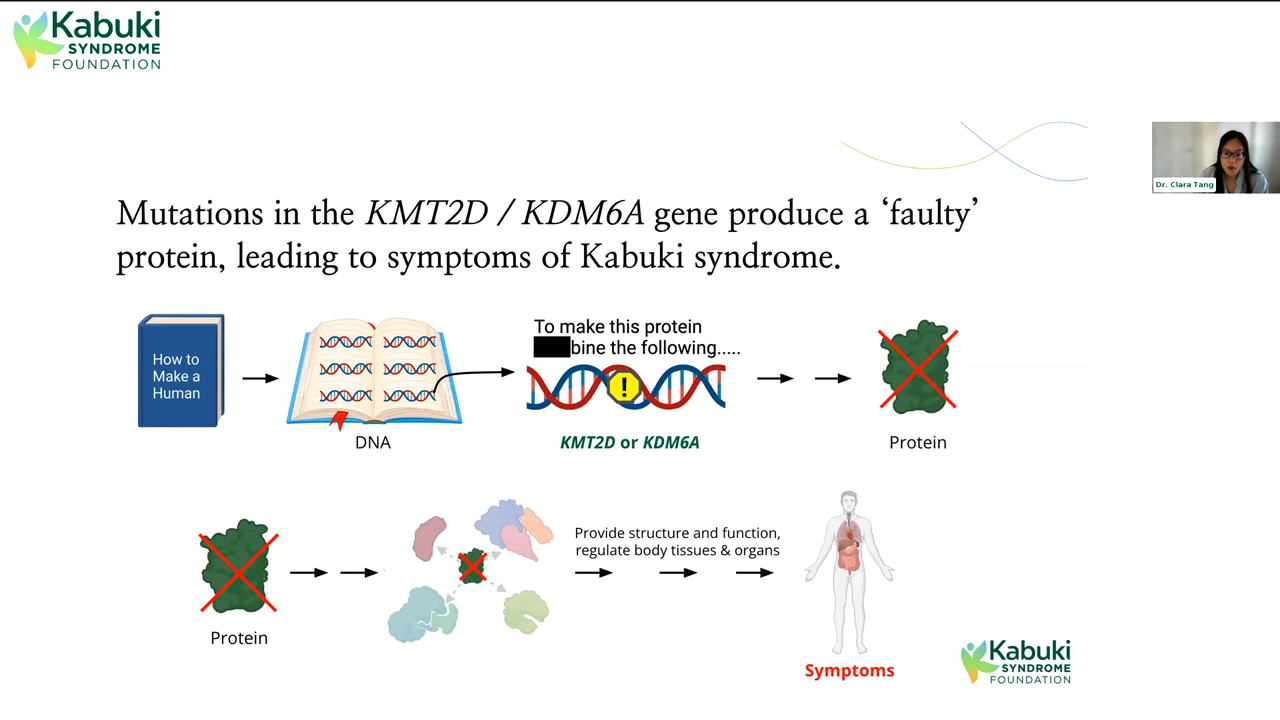 Kabuki
SYNDROME
FOUNDATION
Dr. Clara Tang
Mutations in the KMT2D / KDM6A gene produce a ‘faulty’
protein, leading to symptoms of Kabuki syndrome.
How to
Make a
Human
DNA
To make this protein
bine the following.....
!
KMT2D or KDM6A
Protein
Protein
Provide structure and function,
regulate body tissues & organs
Symptoms
Kabuki
SYNDROME
FOUNDATION